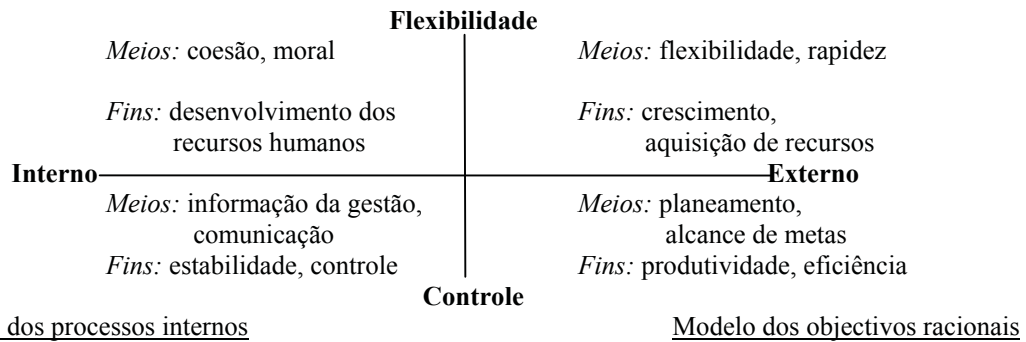 Flexibilidade
Meios: coesão, moral
Meios: flexibilidade, rapidez
Fins: desenvolvimento dos
recursos humanos
Fins: crescimento,
aquisição de recursos
Interno
Externo
Meios: informação da gestão,
comunicação
Fins: estabilidade, controle
Meios: planeamento,
alcance de metas
Fins: produtividade, eficiência
Controle
dos processos internos
Modelo dos objectivos racionais